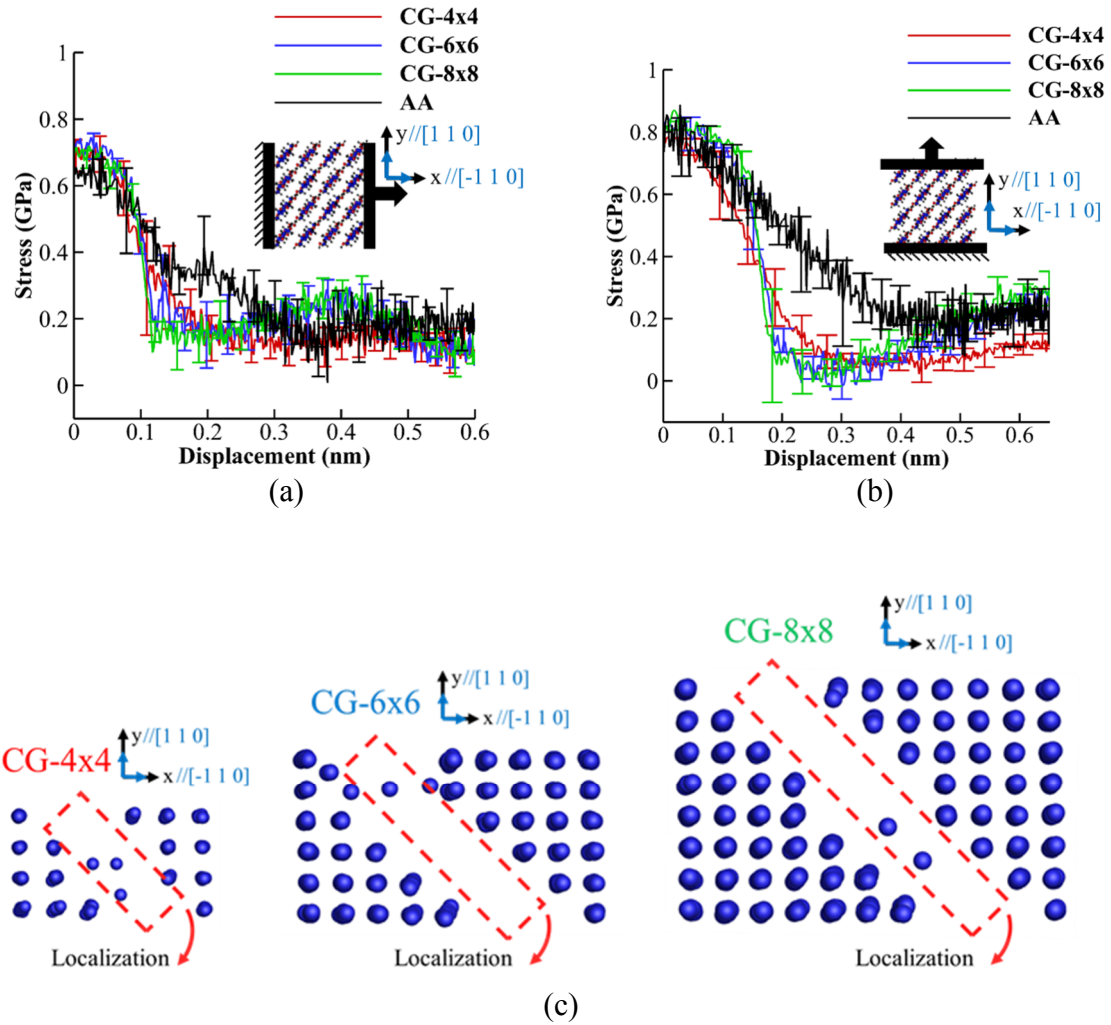 CG-4x4
CG-6x6
CG-8x8
AA
1
0.8
0.6
0.4
0.2
0
Stress (GPa)
y//[1 1 0]
x//[-1 1 0]
0 0.1 0.2 0.3 0.4 0.5 0.6
Displacement (nm)
(a)
CG-4x4
CG-6x6
CG-8x8
AA
1
0.8
0.6
0.4
0.2
0
Stress (GPa)
y//[1 1 0]
x//[-1 1 0]
0 0.1 0.2 0.3 0.4 0.5 0.6
Displacement (nm)
(b)
CG-4x4
y//[1 1 0]
x//[-1 1 0]
Localization
CG-6x6
y//[1 1 0]
x//[-1 1 0]
Localization
CG-8x8
y//[1 1 0]
x//[-1 1 0]
Localization
(c)